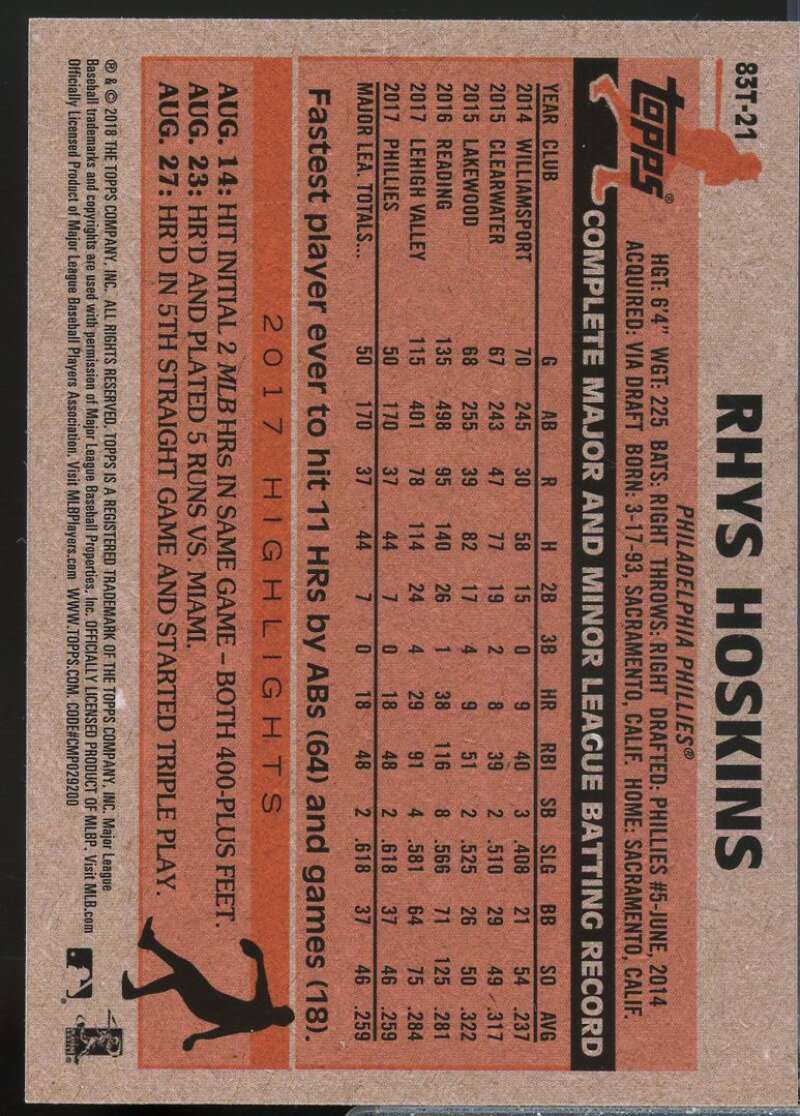 83T-21
RHYS HOSKINS
PHILADELPHIA PHILLIES®
TOPPS®
HGT: 6'4" WGT: 225 BATS: RIGHT THROWS: RIGHT DRAFTED: PHILLIES #5-JUNE, 2014
ACQUIRED: VIA DRAFT BORN: 3-17-93, SACRAMENTO, CALIF. HOME: SACRAMENTO, CALIF.
COMPLETE MAJOR AND MINOR LEAGUE BATTING RECORD
YEAR CLUB G AB R H 2B 3B HR RBI SB SLG BB SO AVG
2014 WILLIAMSPORT 70 245 30 58 15 0 9 40 3 .408 21 54 .237
2015 CLEARWATER 67 243 47 77 19 2 8 39 2 .510 29 49 .317
2015 LAKEWOOD 68 255 39 82 17 4 9 51 2 .525 26 50 .322
2016 READING 135 498 95 140 26 1 38 116 8 .566 71 125 .281
2017 LEHIGH VALLEY 115 401 78 114 24 4 29 91 4 .581 64 75 .284
2017 PHILLIES 50 170 37 44 7 0 18 48 2 .618 37 46 .259
MAJOR LEA. TOTALS... 50 170 37 44 7 0 18 48 2 .618 37 46 .259
Fastest player ever to hit 11 HRs by ABs (64) and games (18).
2017 HIGHLIGHTS
AUG. 14: HIT INITIAL 2 MLB HRs IN SAME GAME – BOTH 400-PLUS FEET.
AUG. 23: HR'D AND PLATED 5 RUNS VS. MIAMI.
AUG. 27: HR'D IN 5TH STRAIGHT GAME AND STARTED TRIPLE PLAY.
® & © 2018 THE TOPPS COMPANY, INC. ALL RIGHTS RESERVED. TOPPS IS A REGISTERED TRADEMARK OF THE TOPPS COMPANY, INC. Major League
Baseball trademarks and copyrights are used with permission of Major League Baseball Properties, Inc. OFFICIALLY LICENSED PRODUCT OF MLBP. Visit MLB.com
Officially Licensed Product of Major League Baseball Players Association. Visit MLBPlayers.com WWW.TOPPS.COM. CODE#CMP029200